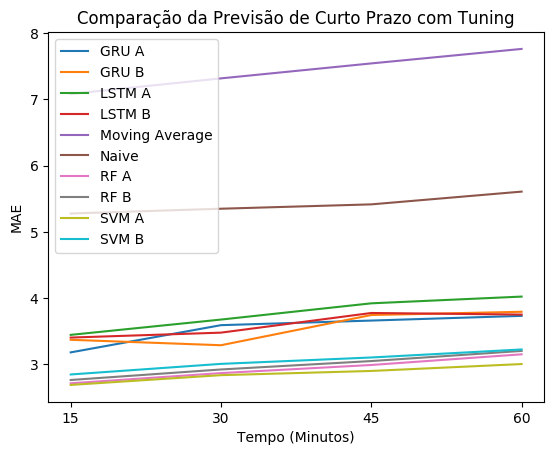 Comparação da Previsão de Curto Prazo com Tuning
8
7
6
5
4
3
MAE
GRU A
GRU B
LSTM A
LSTM B
Moving Average
Naive
RF A
RF B
SVM A
SVM B
15
30
45
60
Tempo (Minutos)